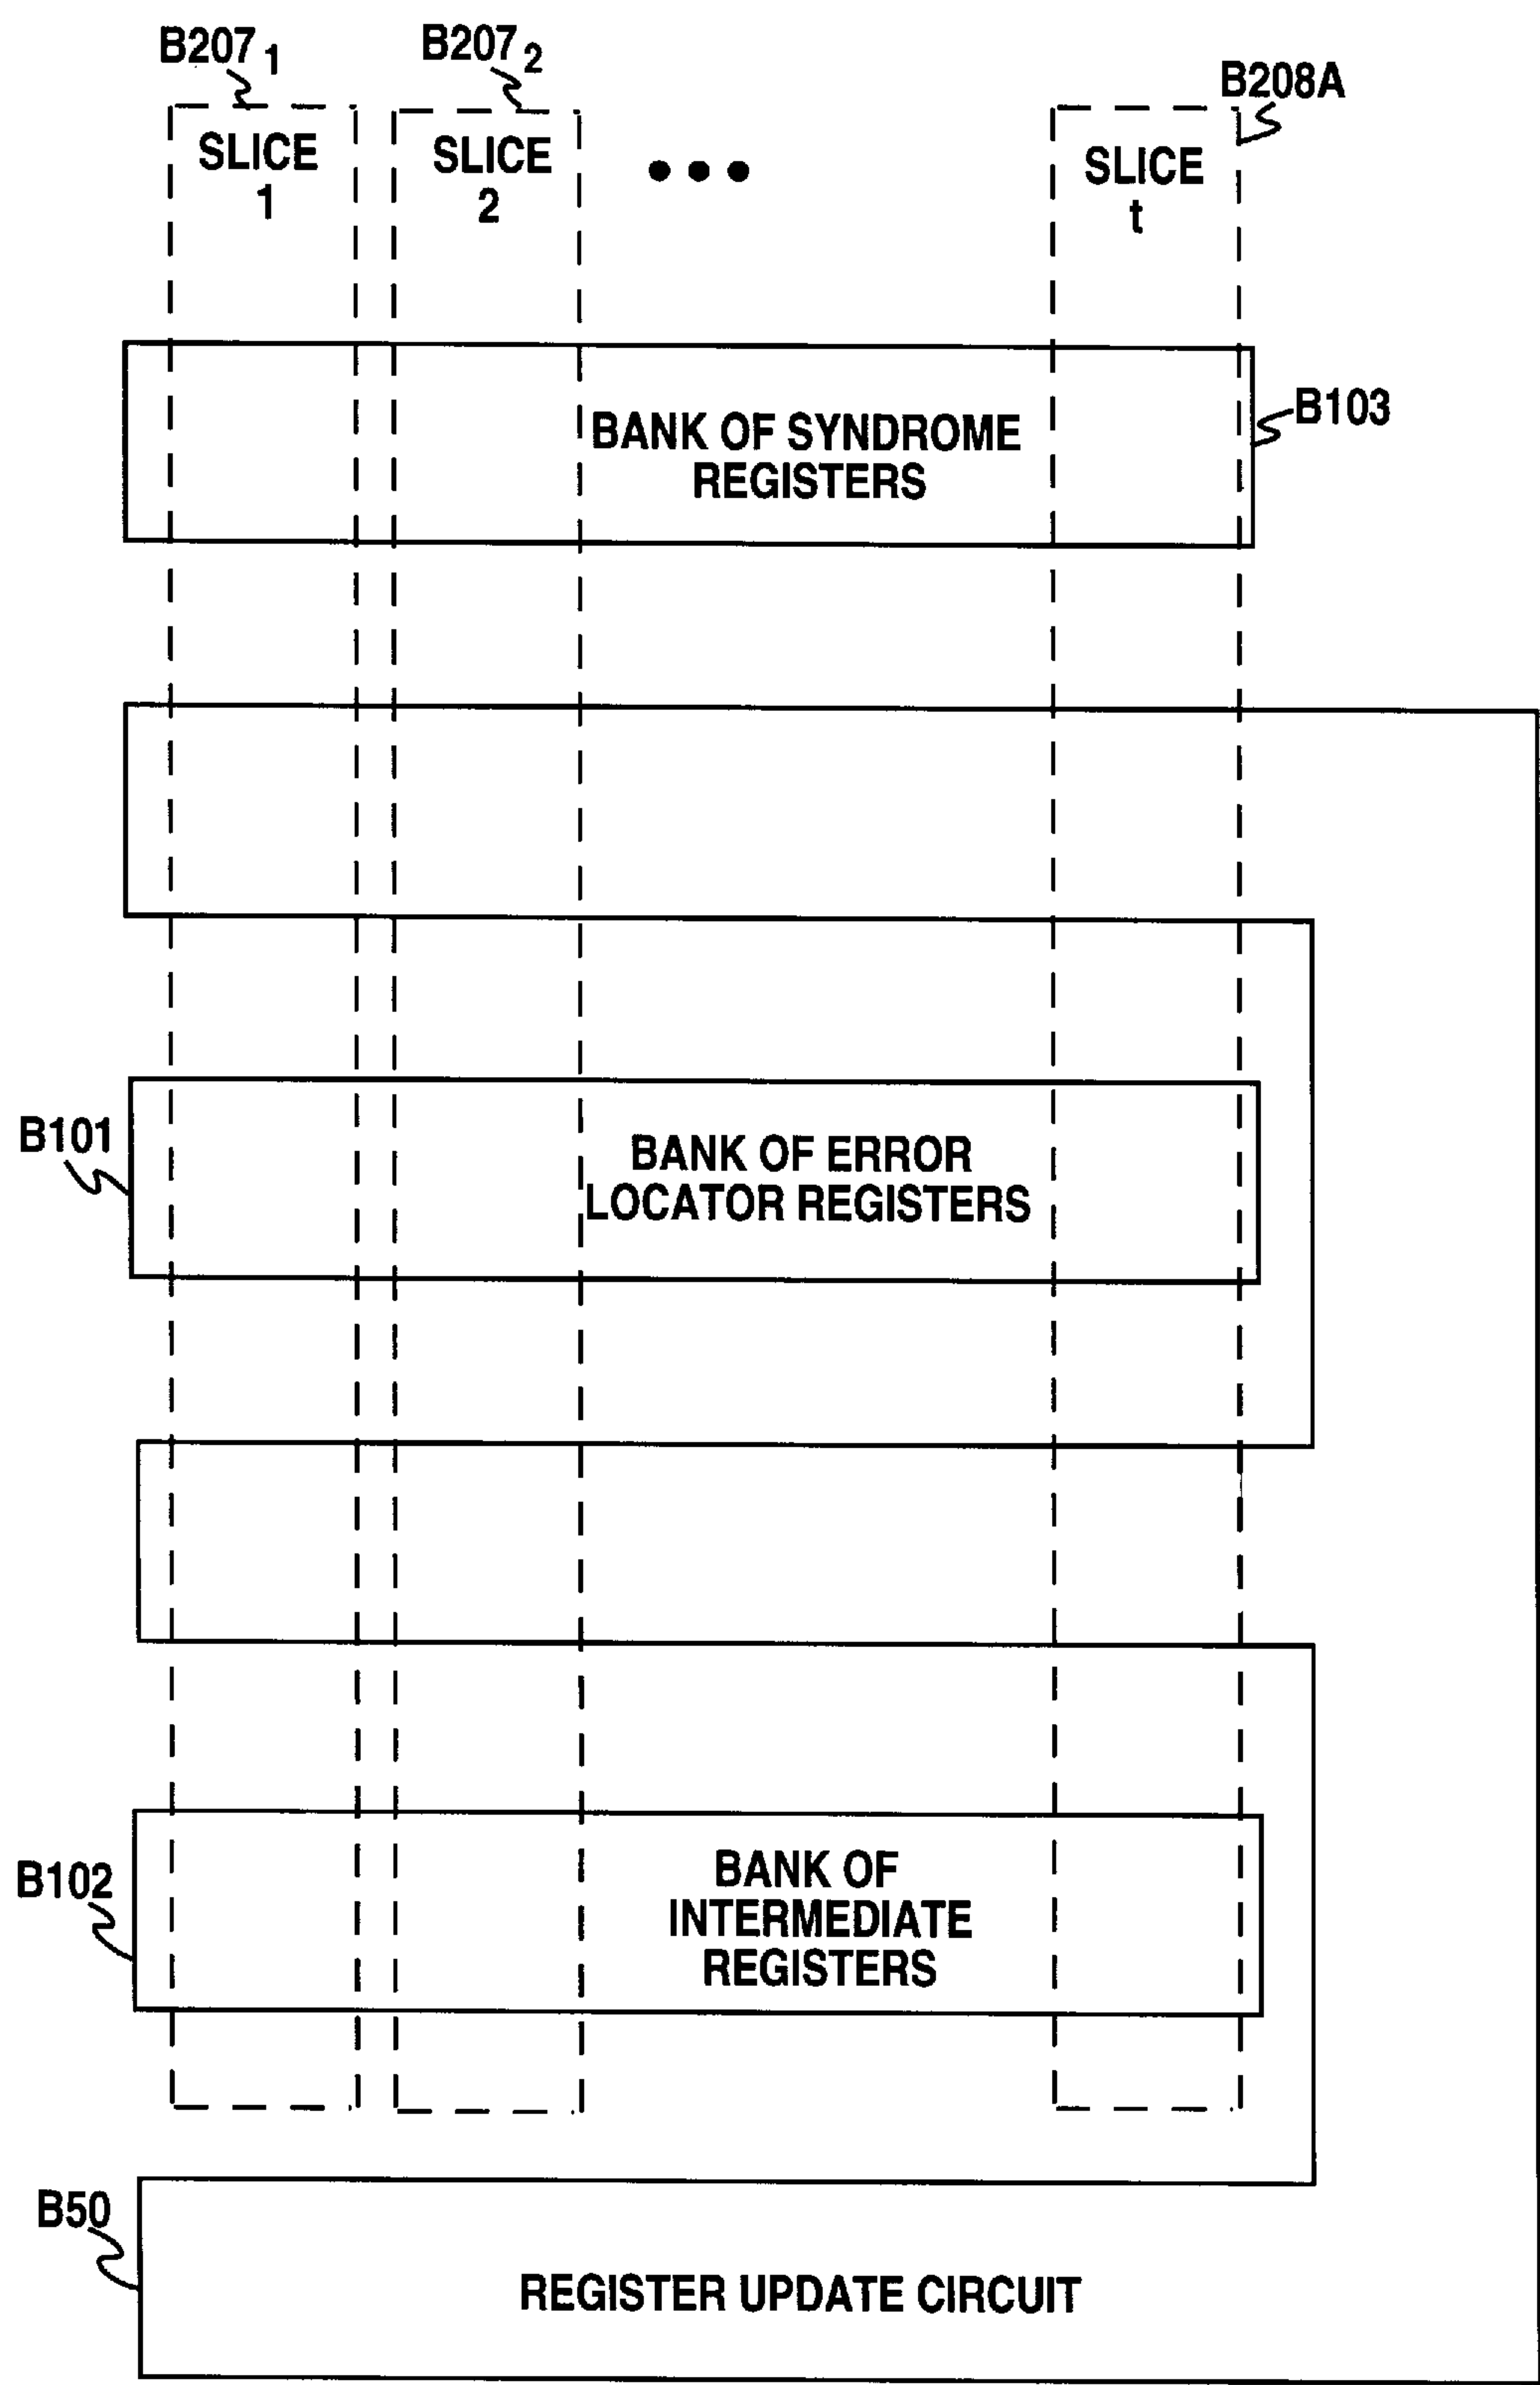 B207 1
B207 2
B208A
SLICE
1
SLICE
2
SLICE
t
BANK OF SYNDROME
REGISTERS
B103
B101
BANK OF ERROR
LOCATOR REGISTERS
B102
BANK OF
INTERMEDIATE
REGISTERS
B50
REGISTER UPDATE CIRCUIT